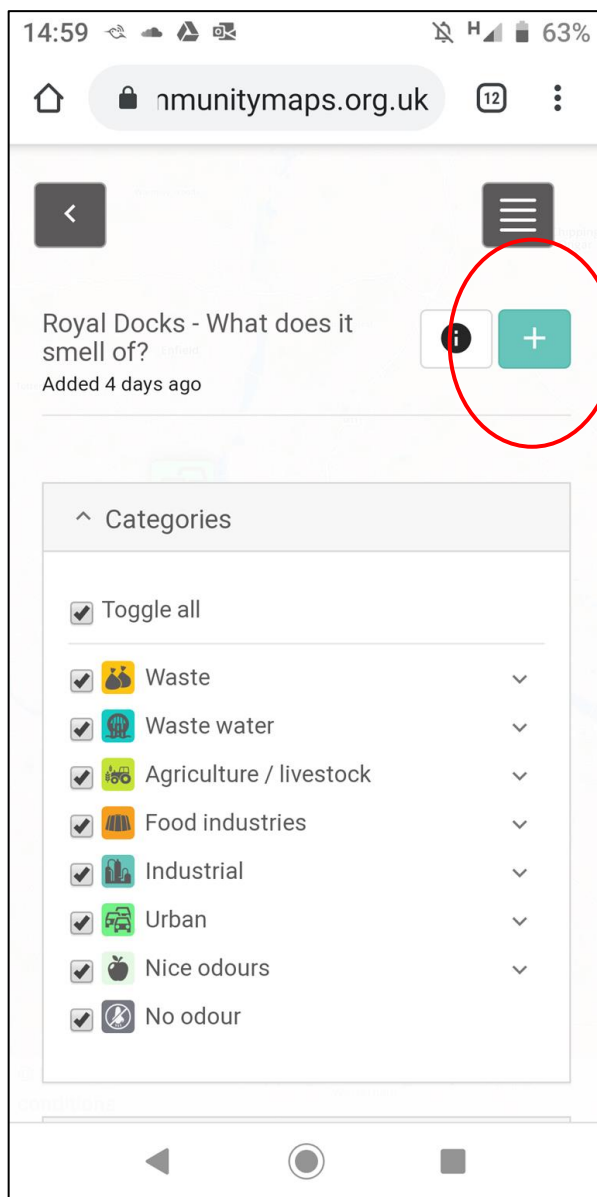 14:59 H 63%
nmunitymaps.org.uk 12
Royal Docks - What does it
smell of?
Added 4 days ago
Categories
Toggle all
Waste
Waste water
Agriculture / livestock
Food industries
Industrial
Urban
Nice odours
No odour